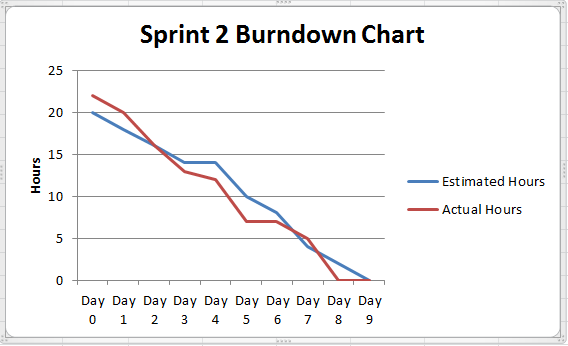 Sprint 2 Burndown Chart
25
20
15
10
5
0
Hours
Day 0
Day 1
Day 2
Day 3
Day 4
Day 5
Day 6
Day 7
Day 8
Day 9
Estimated Hours
Actual Hours